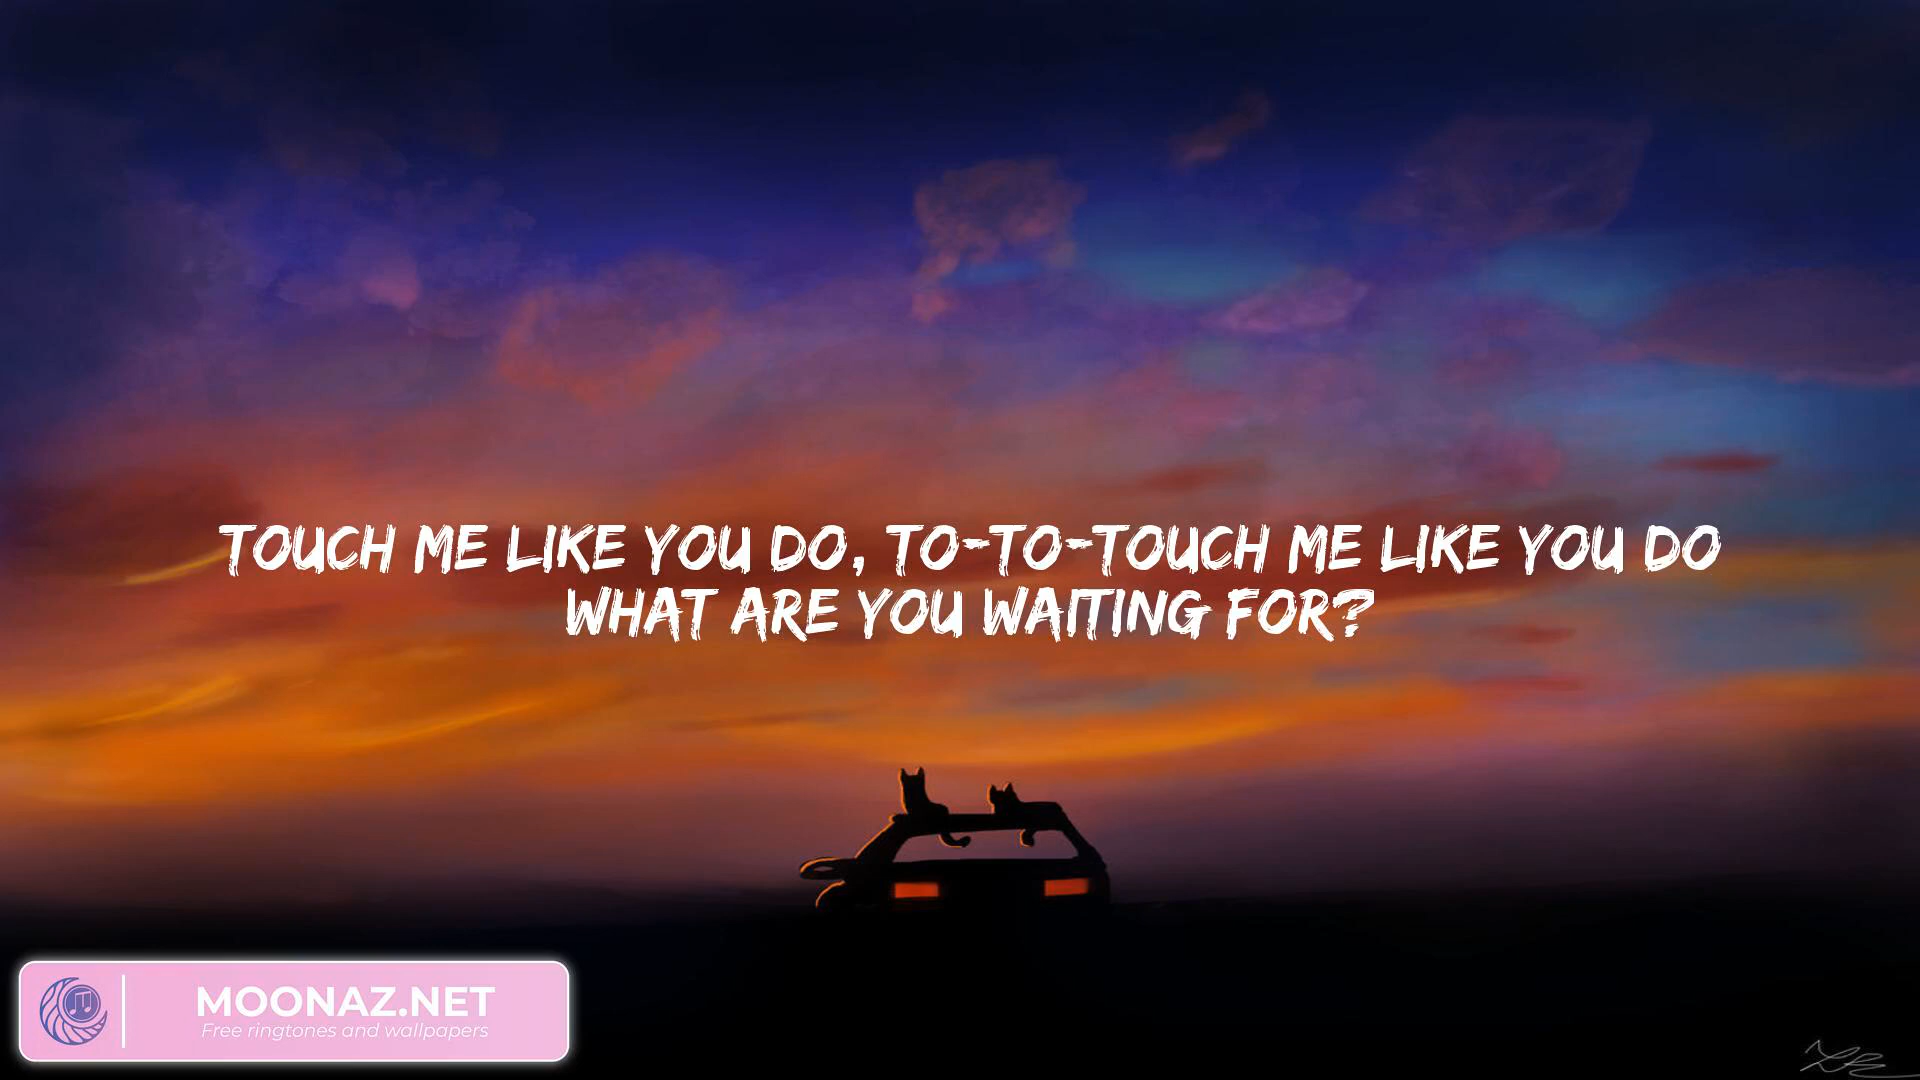 TOUCH ME LIKE YOU DO, TO-TO-TOUCH ME LIKE YOU DO
WHAT ARE YOU WAITING FOR?
MOONAZ.NET
Free ringtones and wallpapers